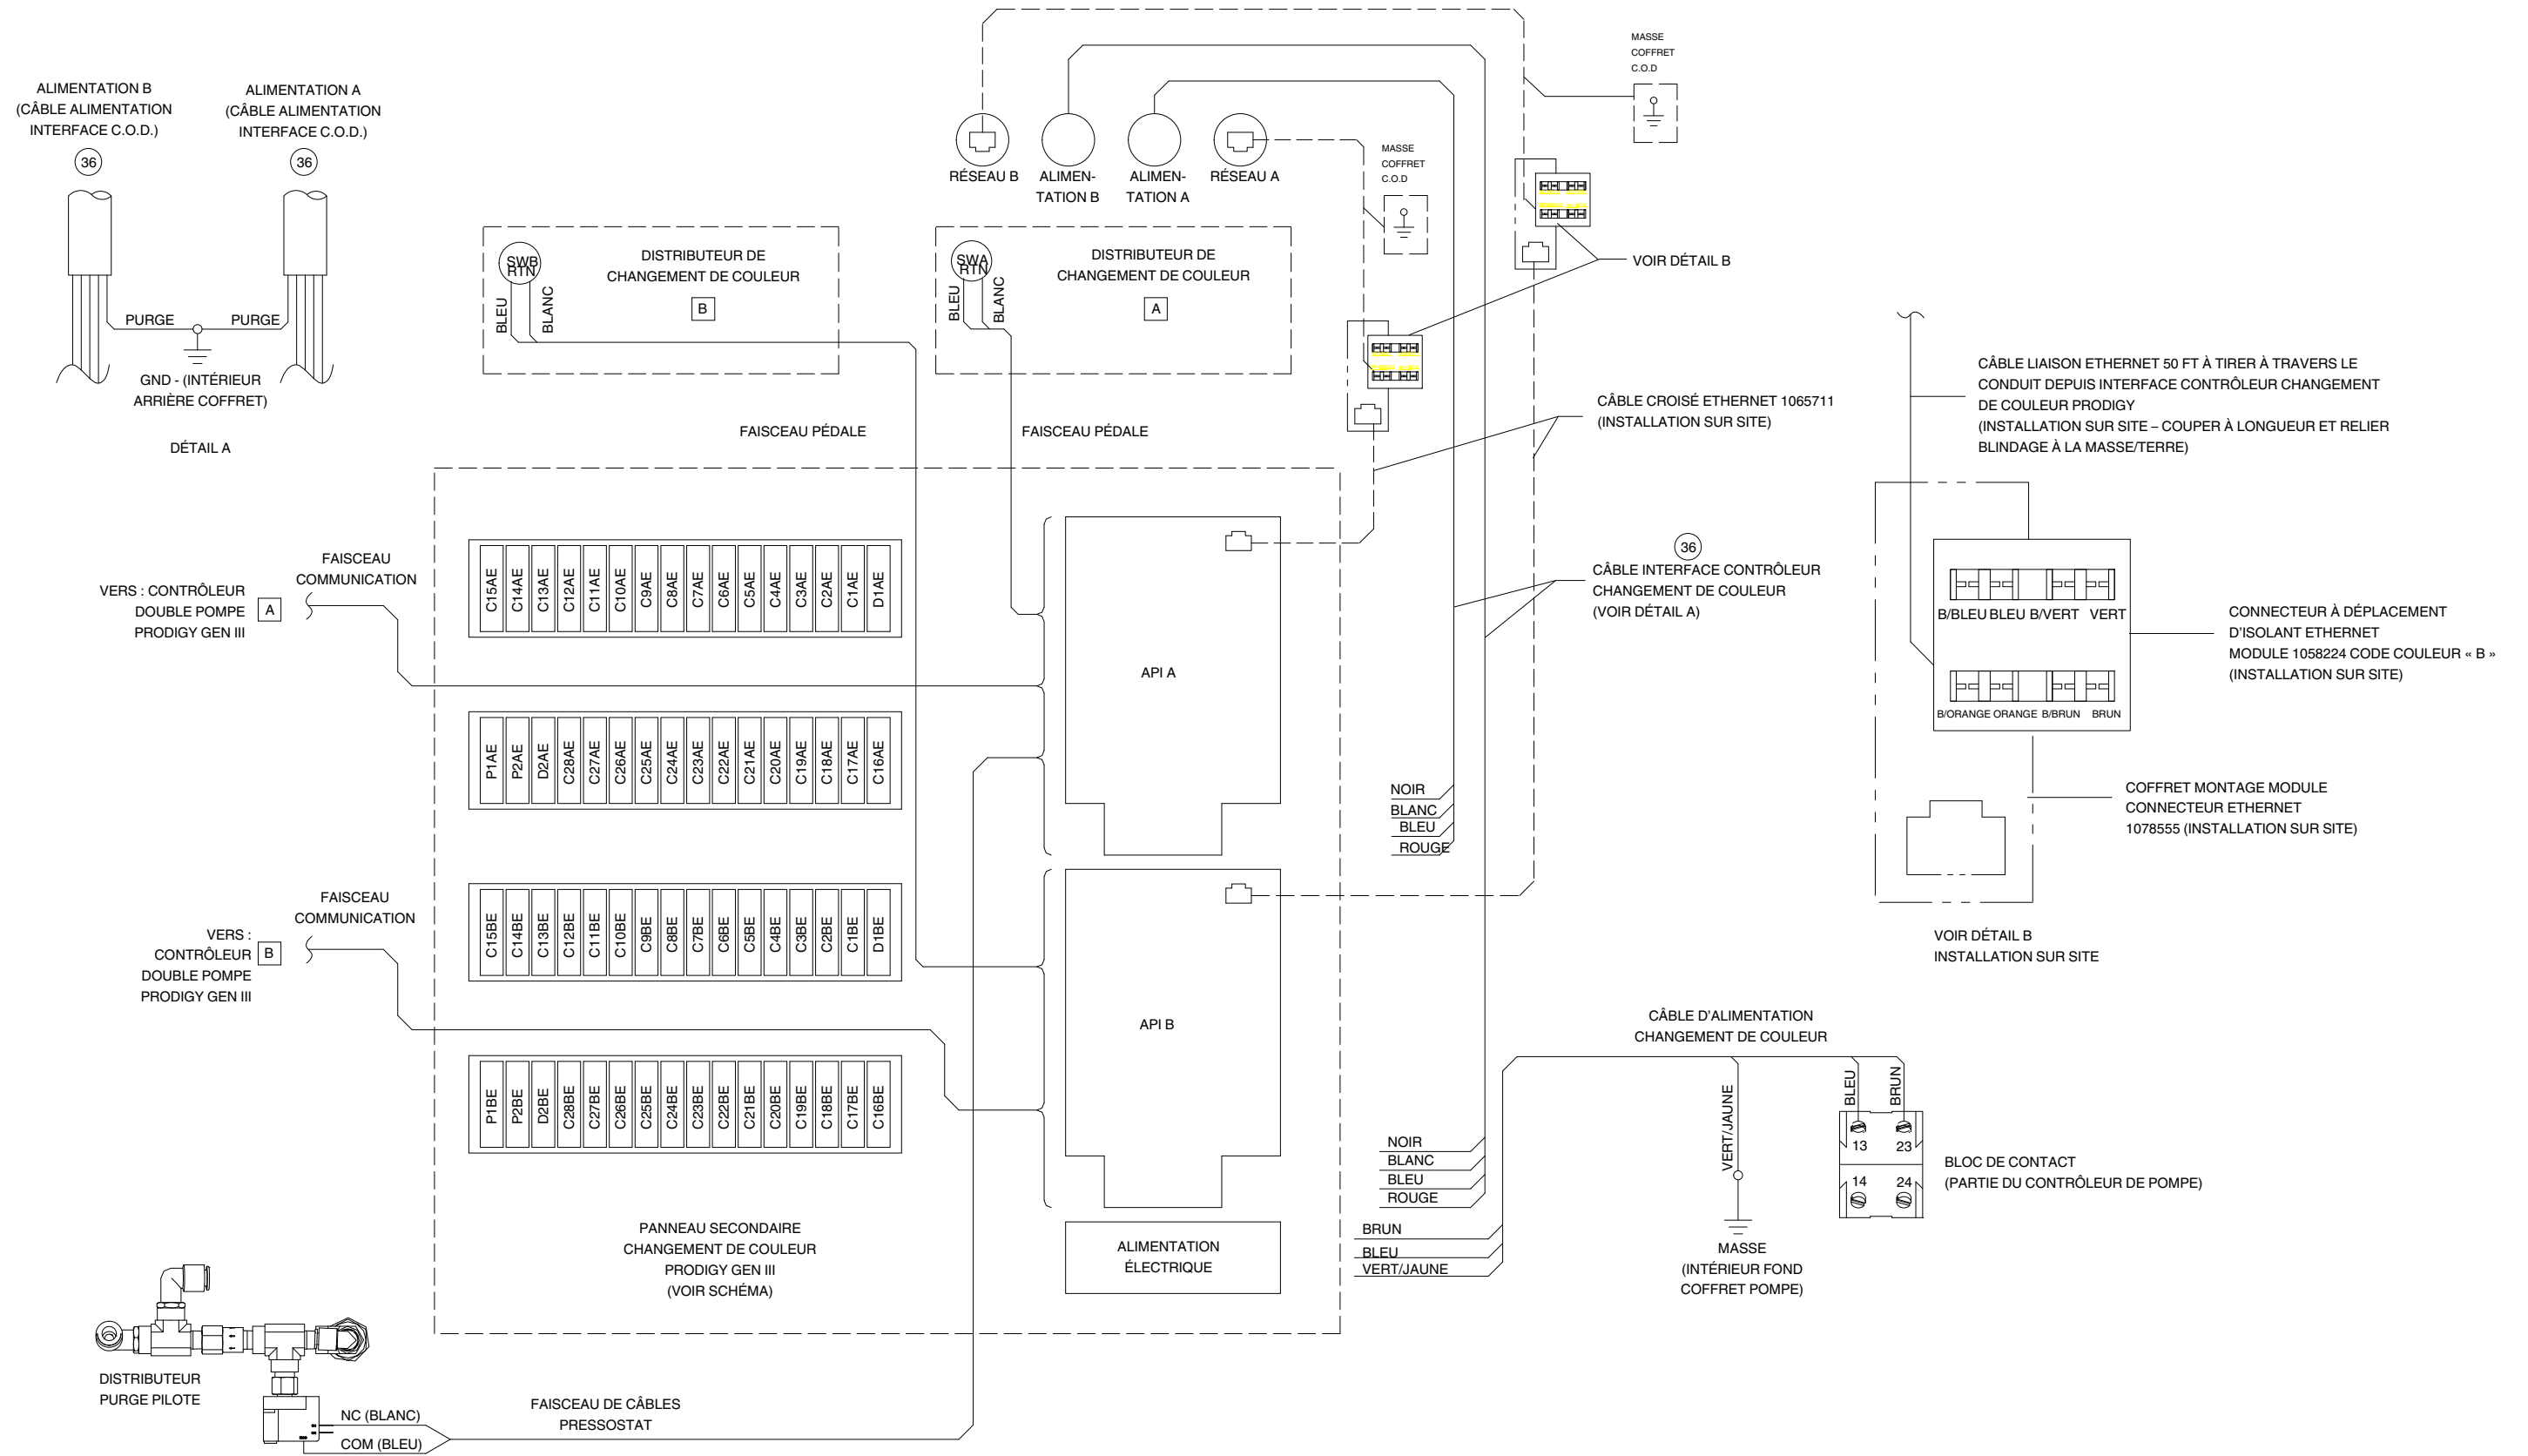 MASSE
COFFRET
C.O.D
ALIMENTATION B
(CÂBLE ALIMENTATION
INTERFACE C.O.D.)
36
ALIMENTATION A
(CÂBLE ALIMENTATION
INTERFACE C.O.D.)
36
PURGE
PURGE
GND - (INTÉRIEUR
ARRIÈRE COFFRET)
DÉTAIL A
RÉSEAU B
ALIMEN-
TATION B
ALIMEN-
TATION A
RÉSEAU A
MASSE
COFFRET
C.O.D
SWB
RTN
BLEU
BLANC
DISTRIBUTEUR DE
CHANGEMENT DE COULEUR
B
SWA
RTN
BLEU
BLANC
DISTRIBUTEUR DE
CHANGEMENT DE COULEUR
A
VOIR DÉTAIL B
FAISCEAU PÉDALE
FAISCEAU PÉDALE
CÂBLE CROISÉ ETHERNET 1065711
(INSTALLATION SUR SITE)
CÂBLE LIAISON ETHERNET 50 FT À TIRER À TRAVERS LE
CONDUIT DEPUIS INTERFACE CONTRÔLEUR CHANGEMENT
DE COULEUR PRODIGY
(INSTALLATION SUR SITE – COUPER À LONGUEUR ET RELIER
BLINDAGE À LA MASSE/TERRE)
FAISCEAU
COMMUNICATION
VERS : CONTRÔLEUR
DOUBLE POMPE
PRODIGY GEN III
A
C15AE
C14AE
C13AE
C12AE
C11AE
C10AE
C9AE
C8AE
C7AE
C6AE
C5AE
C4AE
C3AE
C2AE
C1AE
D1AE
API A
36
CÂBLE INTERFACE CONTRÔLEUR
CHANGEMENT DE COULEUR
(VOIR DÉTAIL A)
B/BLEU BLEU B/VERT VERT
B/ORANGE ORANGE B/BRUN BRUN
CONNECTEUR À DÉPLACEMENT
D'ISOLANT ETHERNET
MODULE 1058224 CODE COULEUR « B »
(INSTALLATION SUR SITE)
P1AE
P2AE
D2AE
C28AE
C27AE
C26AE
C25AE
C24AE
C23AE
C22AE
C21AE
C20AE
C19AE
C18AE
C17AE
C16AE
NOIR
BLANC
BLEU
ROUGE
COFFRET MONTAGE MODULE
CONNECTEUR ETHERNET
1078555 (INSTALLATION SUR SITE)
FAISCEAU
COMMUNICATION
VERS :
CONTRÔLEUR
DOUBLE POMPE
PRODIGY GEN III
B
C15BE
C14BE
C13BE
C12BE
C11BE
C10BE
C9BE
C8BE
C7BE
C6BE
C5BE
C4BE
C3BE
C2BE
C1BE
D1BE
API B
VOIR DÉTAIL B
INSTALLATION SUR SITE
P1BE
P2BE
D2BE
C28BE
C27BE
C26BE
C25BE
C24BE
C23BE
C22BE
C21BE
C20BE
C19BE
C18BE
C17BE
C16BE
CÂBLE D'ALIMENTATION
CHANGEMENT DE COULEUR
VERT/JAUNE
BLEU
BRUN
13 23
14 24
BLOC DE CONTACT
(PARTIE DU CONTRÔLEUR DE POMPE)
NOIR
BLANC
BLEU
ROUGE
BRUN
BLEU
VERT/JAUNE
MASSE
(INTÉRIEUR FOND
COFFRET POMPE)
PANNEAU SECONDAIRE
CHANGEMENT DE COULEUR
PRODIGY GEN III
(VOIR SCHÉMA)
ALIMENTATION
ÉLECTRIQUE
DISTRIBUTEUR
PURGE PILOTE
NC (BLANC)
COM (BLEU)
FAISCEAU DE CÂBLES
PRESSOSTAT